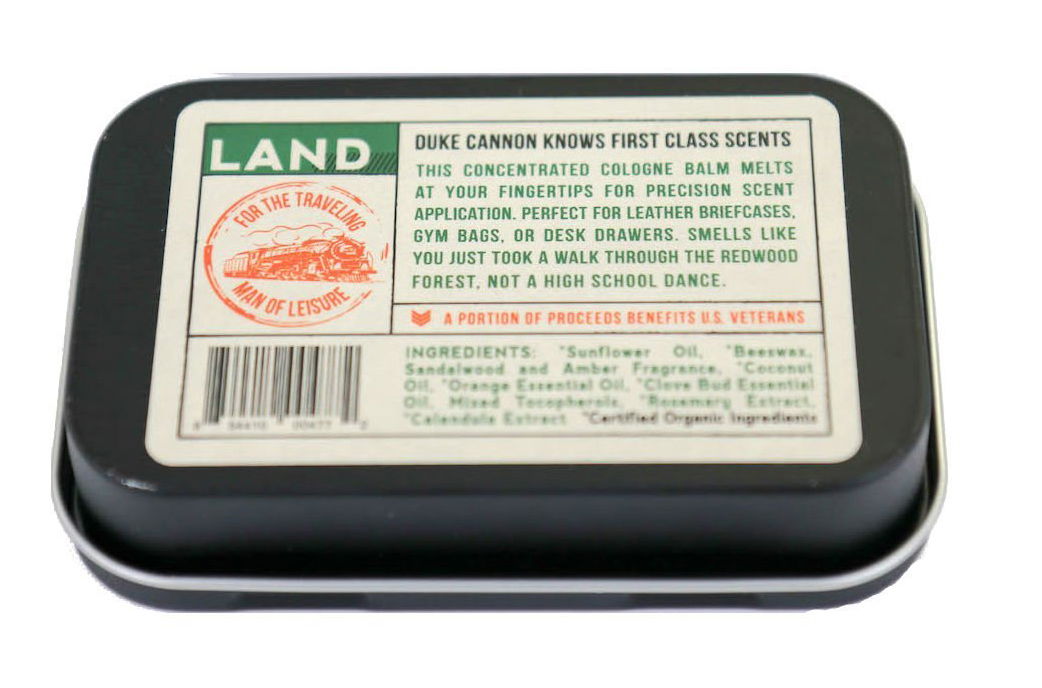 LAND
FOR THE TRAVELING
MAN OF LEISURE
DUKE CANNON KNOWS FIRST CLASS SCENTS
THIS CONCENTRATED COLOGNE BALM MELTS
AT YOUR FINGERTIPS FOR PRECISION SCENT
APPLICATION. PERFECT FOR LEATHER BRIEFCASES,
GYM BAGS, OR DESK DRAWERS. SMELLS LIKE
YOU JUST TOOK A WALK THROUGH THE REDWOOD
FOREST, NOT A HIGH SCHOOL DANCE.
A PORTION OF PROCEEDS BENEFITS U.S. VETERANS
INGREDIENTS: *Sunflower Oil, *Beeswax,
Sandalwood and Amber Fragrance, *Coconut
Oil, *Orange Essential Oil, *Clove Bud Essential
Oil, Mixed Tocopherols, *Rosemary Extract,
*Calendula Extract *Certified Organic Ingredients